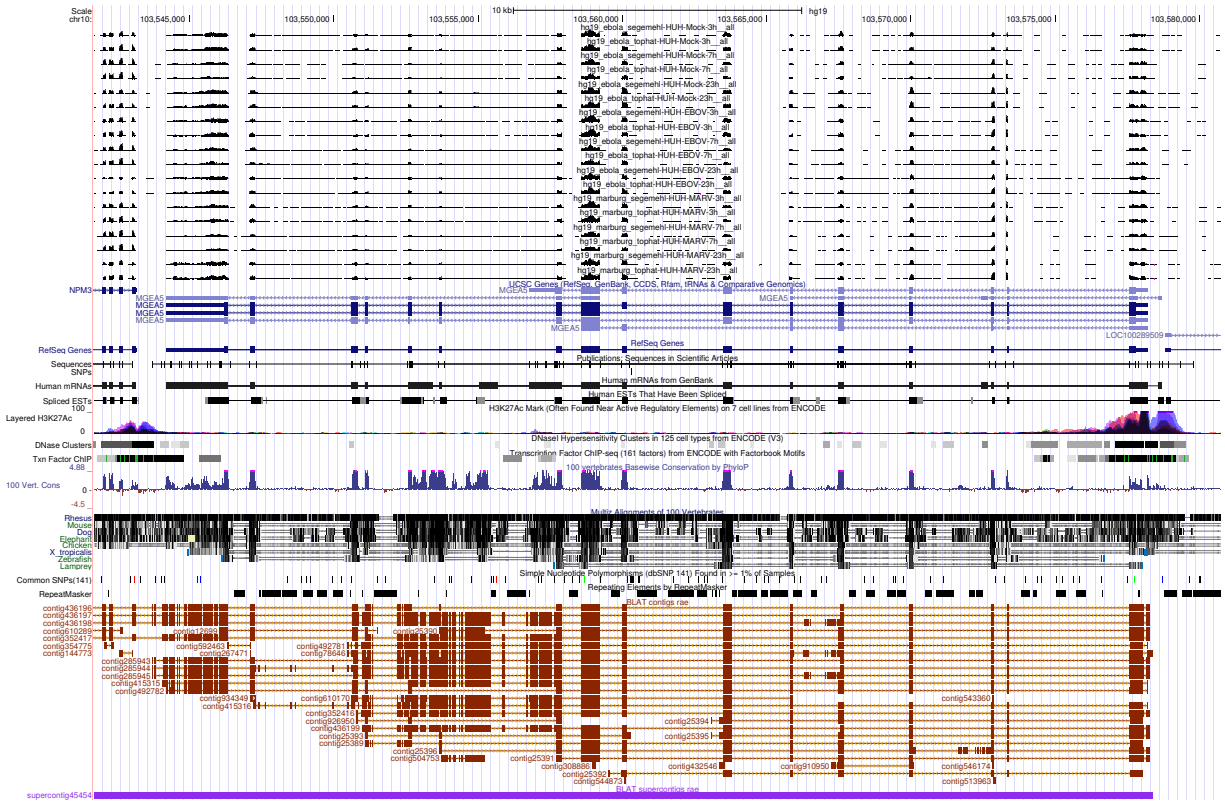 Scale 10 kb hg19
chr10: 103,545,000 103,550,000 103,555,000 103,560,000 103,565,000 103,570,000 103,575,000 103,580,000
hg19_ebola_segemehl-HUH-Mock-3h__all
hg19_ebola_tophat-HUH-Mock-3h__all
hg19_ebola_segemehl-HUH-Mock-7h__all
hg19_ebola_tophat-HUH-Mock-7h__all
hg19_ebola_segemehl-HUH-Mock-23h__all
hg19_ebola_tophat-HUH-Mock-23h__all
hg19_ebola_segemehl-HUH-EBOV-3h__all
hg19_ebola_tophat-HUH-EBOV-3h__all
hg19_ebola_segemehl-HUH-EBOV-7h__all
hg19_ebola_tophat-HUH-EBOV-7h__all
hg19_ebola_segemehl-HUH-EBOV-23h__all
hg19_ebola_tophat-HUH-EBOV-23h__all
hg19_marburg_segemehl-HUH-MARV-3h__all
hg19_marburg_tophat-HUH-MARV-3h__all
hg19_marburg_segemehl-HUH-MARV-7h__all
hg19_marburg_tophat-HUH-MARV-7h__all
hg19_marburg_segemehl-HUH-MARV-23h__all
hg19_marburg_tophat-HUH-MARV-23h__all
UCSC Genes (RefSeq, GenBank, CCDS, Rfam, tRNAs & Comparative Genomics)
NPM3 MGEA5
MGEA5 MGEA5
MGEA5
MGEA5
MGEA5
MGEA5
LOC100289509
RefSeq Genes
RefSeq Genes
Publications: Sequences in Scientific Articles
Sequences
SNPs
Human mRNAs from GenBank
Human mRNAs
Human ESTs That Have Been Spliced
Spliced ESTs
H3K27Ac Mark (Often Found Near Active Regulatory Elements) on 7 cell lines from ENCODE
100
Layered H3K27Ac
0
DNaseI Hypersensitivity Clusters in 125 cell types from ENCODE (V3)
DNase Clusters
Transcription Factor ChIP-seq (161 factors) from ENCODE with Factorbook Motifs
Txn Factor ChIP
100 vertebrates Basewise Conservation by PhyloP
4.88
100 Vert. Cons
0
-4.5
Multiz Alignments of 100 Vertebrates
Rhesus
Mouse
Dog
Elephant
Chicken
X_tropicalis
Zebrafish
Lamprey
Simple Nucleotide Polymorphisms (dbSNP 141) Found in >= 1% of Samples
Common SNPs(141)
Repeating Elements by RepeatMasker
RepeatMasker
BLAT contigs rae
contig436196
contig436197
contig436198
contig610289 contig12699 contig25390
contig352417
contig354775 contig592463 contig492781
contig144773 contig267471 contig78646
contig285943
contig285944
contig285945
contig415315
contig492782
contig934349 contig610170 contig543360
contig415316
contig352416
contig926950 contig25394
contig436199
contig25393 contig25395
contig25389
contig25396
contig504753 contig25391
contig308886 contig432546 contig910950 contig546174
contig25392
contig544873 contig513963
BLAT supercontigs rae
supercontig45454